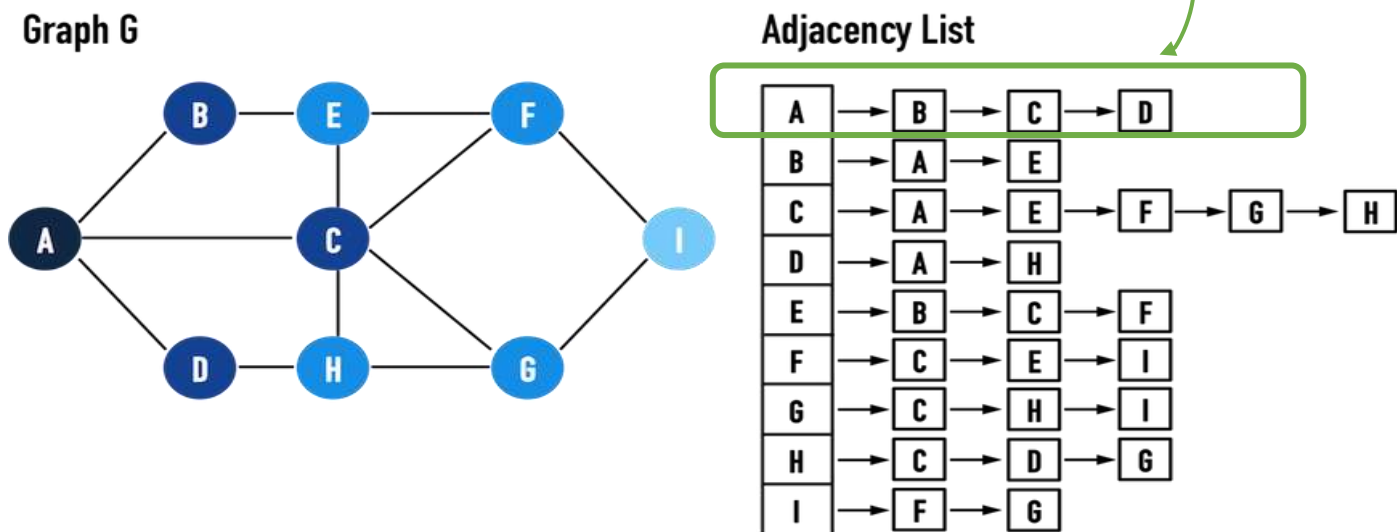 Graph G
B E F
A C I
D H G
Adjacency List
A B C D
B A E
C A E F G H
D A H
E B C F
F C E I
G C H I
H C D G
I F G